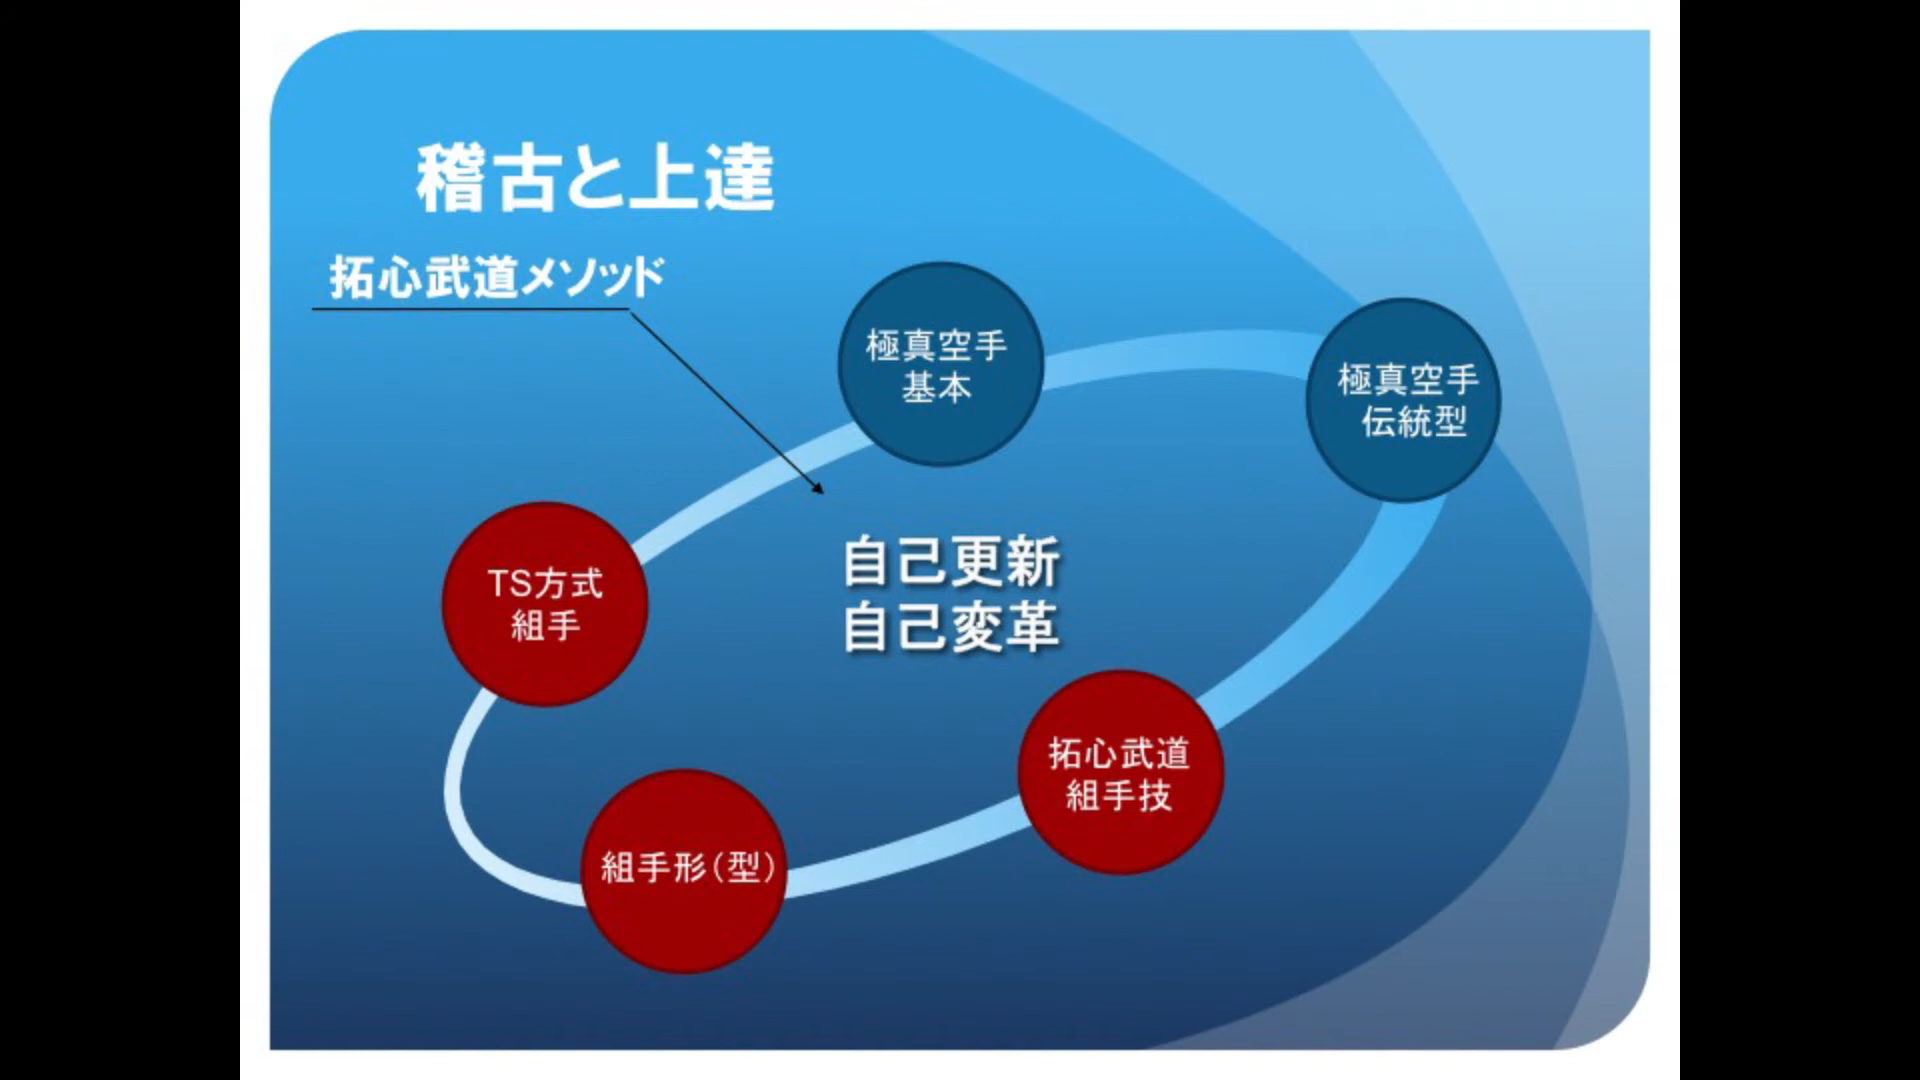 稽古と上達
拓心武道メソッド
極真空手
基本
極真空手
伝統型
TS方式
組手
自己更新
自己変革
拓心武道
組手技
組手形(型)